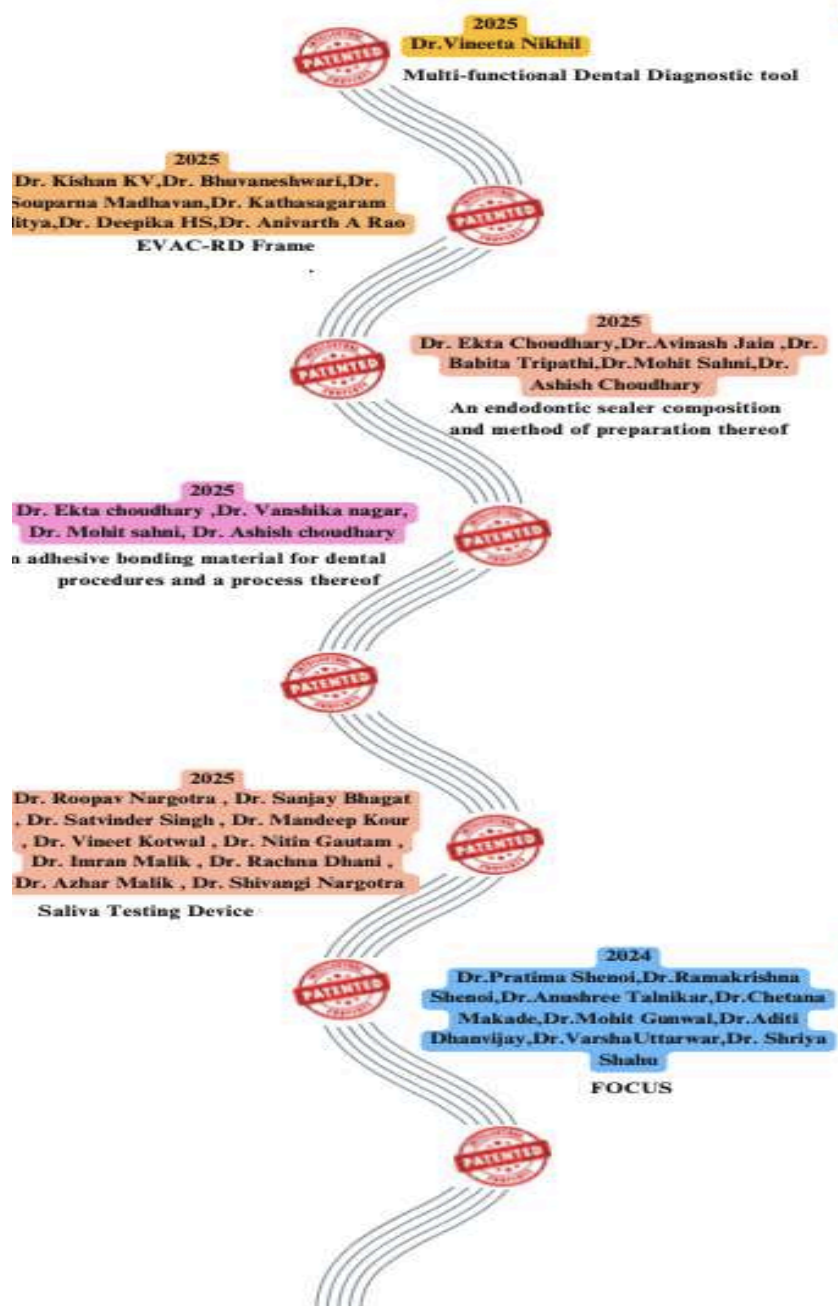 2025
Dr.Vineeta Nikhil
Multi-functional Dental Diagnostic tool
PATENTED
2025
Dr. Kishan KV,Dr. Bhuvaneshwari,Dr.
Souparna Madhavan,Dr. Kathasagaram
ditya,Dr. Deepika HS,Dr. Anivarth A Rao
EVAC-RD Frame
PATENTED
2025
Dr. Ekta Choudhary,Dr.Avinash Jain ,Dr.
Babita Tripathi,Dr.Mohit Sahni,Dr.
Ashish Choudhary
An endodontic sealer composition
and method of preparation thereof
PATENTED
2025
Dr. Ekta choudhary ,Dr. Vanshika nagar,
Dr. Mohit sahni, Dr. Ashish choudhary
n adhesive bonding material for dental
procedures and a process thereof
PATENTED
PATENTED
2025
Dr. Roopav Nargotra , Dr. Sanjay Bhagat
, Dr. Satvinder Singh , Dr. Mandeep Kour
, Dr. Vineet Kotwal , Dr. Nitin Gautam ,
Dr. Imran Malik , Dr. Rachna Dhani ,
Dr. Azhar Malik , Dr. Shivangi Nargotra
Saliva Testing Device
PATENTED
2024
Dr.Pratima Shenoi,Dr.Ramakrishna
Shenoi,Dr.Anushree Talnikar,Dr.Chetana
Makade,Dr.Mohit Gunwal,Dr.Aditi
Dhanvijay,Dr.VarshaUttarwar,Dr. Shriya
Shahu
FOCUS
PATENTED
PATENTED